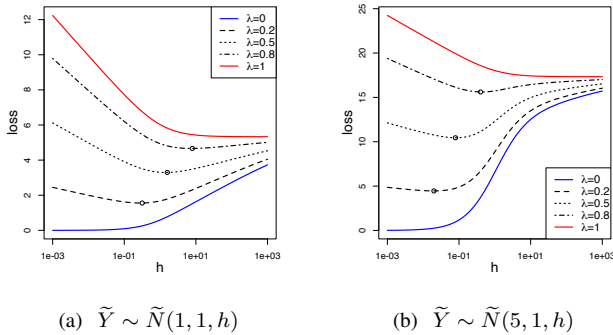 λ=0
λ=0.2
λ=0.5
λ=0.8
λ=1
loss
12
10
8
6
4
2
0
1e-03 1e-01 1e+01 1e+03
h
(a) Ỹ ∼ Ñ(1, 1, h)
λ=0
λ=0.2
λ=0.5
λ=0.8
λ=1
loss
25
20
15
10
5
0
1e-03 1e-01 1e+01 1e+03
h
(b) Ỹ ∼ Ñ(5, 1, h)